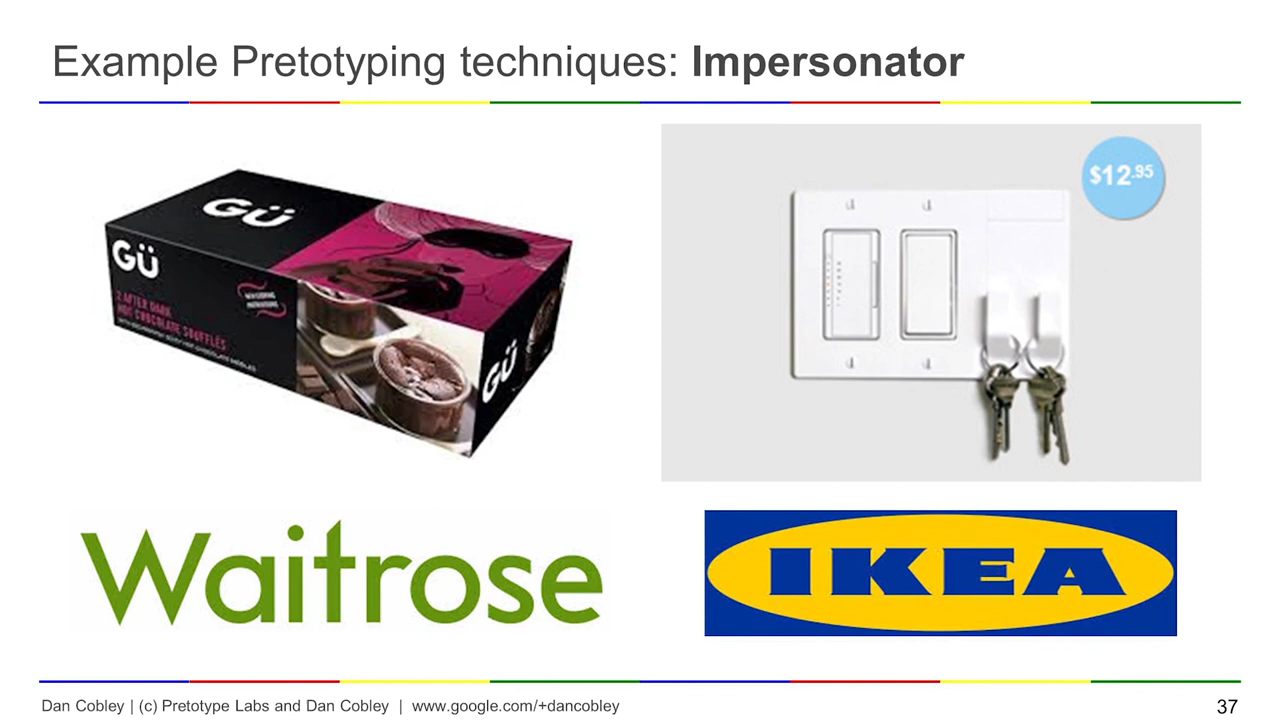 Example Pretotyping techniques: Impersonator
GÜ
GÜ
2 AFTER DARK
HOT CHOCOLATE SOUFFLÉS
GÜ
$12.95
Waitrose
IKEA
Dan Cobley | (c) Pretotype Labs and Dan Cobley | www.google.com/+dancobley
37